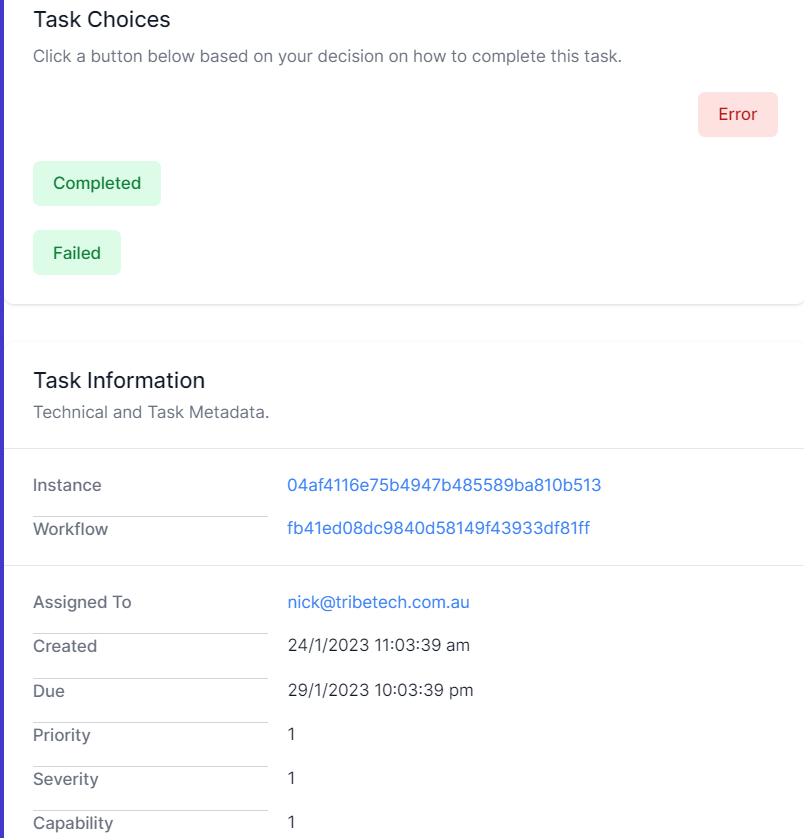 Task Choices
Click a button below based on your decision on how to complete this task.
Error
Completed
Failed
Task Information
Technical and Task Metadata.
Instance 04af4116e75b4947b485589ba810b513
Workflow fb41ed08dc9840d58149f43933df81ff
Assigned To nick@tribetech.com.au
Created 24/1/2023 11:03:39 am
Due 29/1/2023 10:03:39 pm
Priority 1
Severity 1
Capability 1